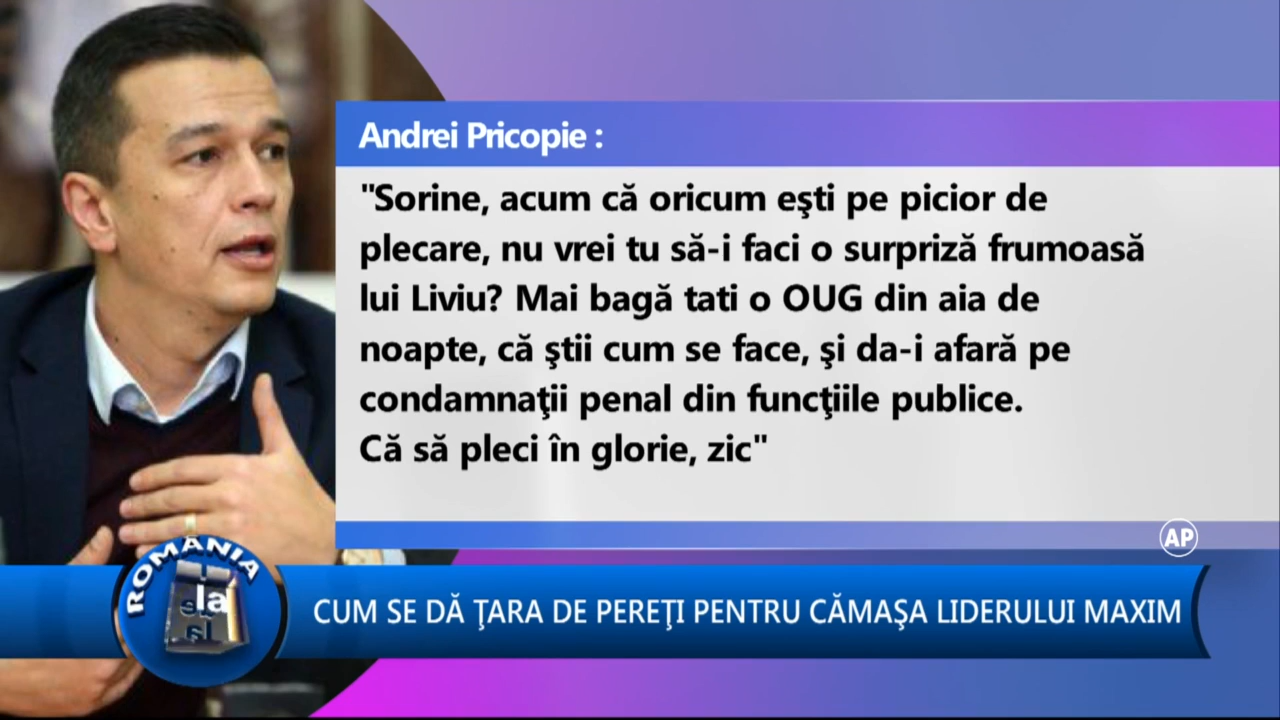 Andrei Pricopie :
"Sorine, acum că oricum eşti pe picior de
plecare, nu vrei tu să-i faci o surpriză frumoasă
lui Liviu? Mai bagă tati o OUG din aia de
noapte, că ştii cum se face, şi da-i afară pe
condamnaţii penal din funcţiile publice.
Că să pleci în glorie, zic"
AP
ROMÂNIA
la
CUM SE DĂ ŢARA DE PEREŢI PENTRU CĂMAŞA LIDERULUI MAXIM